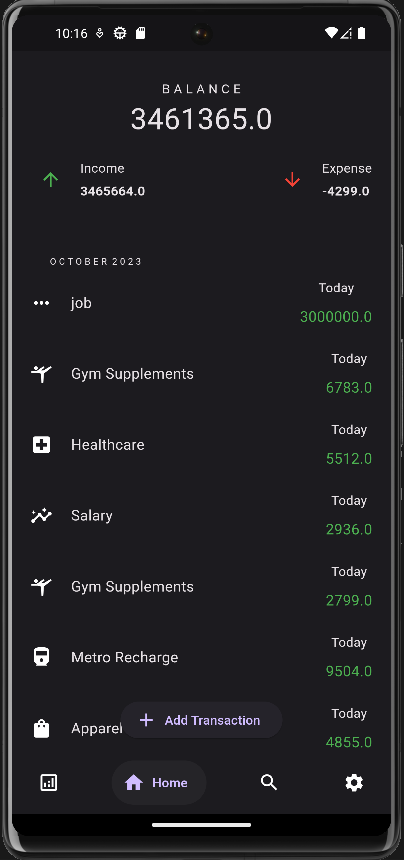 10:16
BALANCE
3461365.0
Income
3465664.0
Expense
-4299.0
OCTOBER 2023
job
Today
3000000.0
Gym Supplements
Today
6783.0
Healthcare
Today
5512.0
Salary
Today
2936.0
Gym Supplements
Today
2799.0
Metro Recharge
Today
9504.0
Apparel
Today
4855.0
Add Transaction
Home